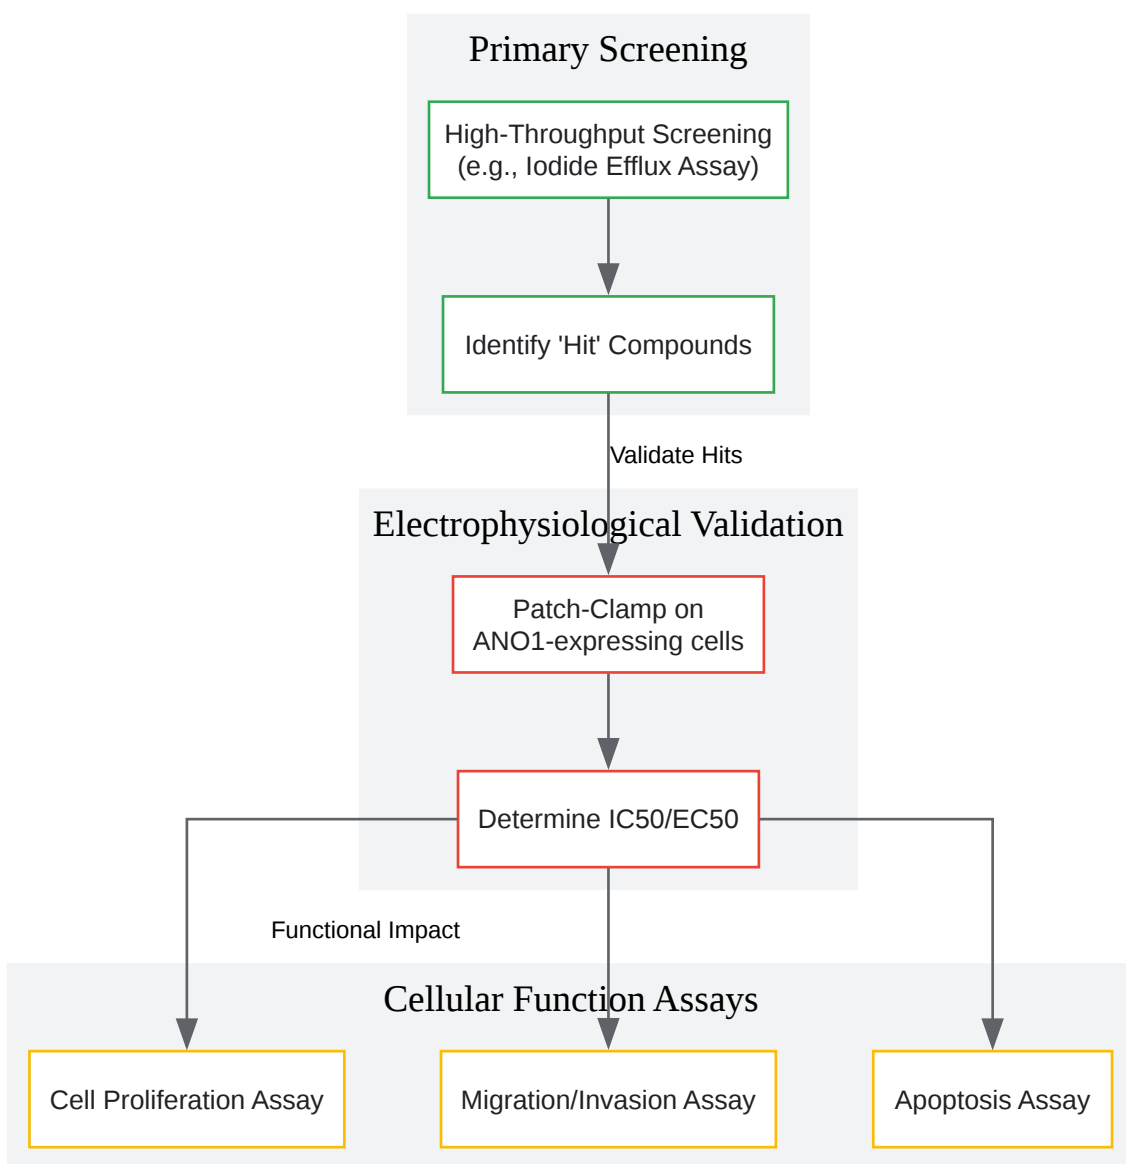 Primary Screening
High-Throughput Screening
(e.g., Iodide Efflux Assay)
Identify 'Hit' Compounds
Validate Hits
Electrophysiological Validation
Patch-Clamp on
ANO1-expressing cells
Determine IC50/EC50
Functional Impact
Cellular Function Assays
Cell Proliferation Assay
Migration/Invasion Assay
Apoptosis Assay